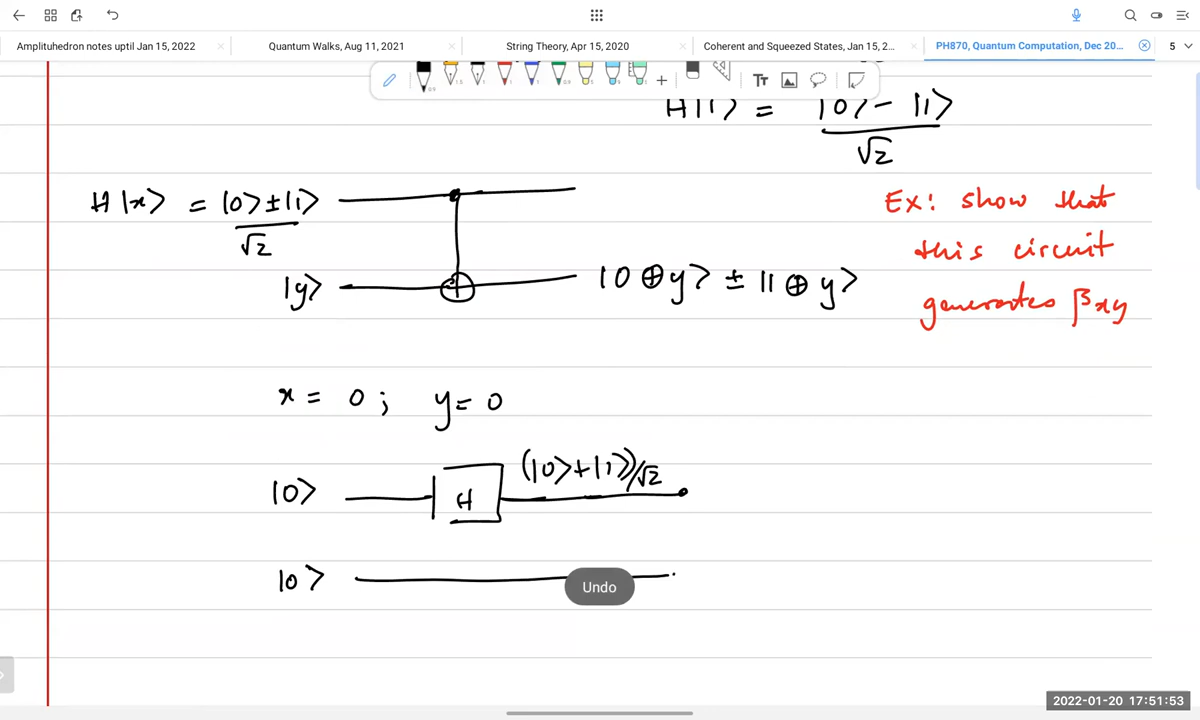 Amplituhedron notes uptil Jan 15, 2022
Quantum Walks, Aug 11, 2021
String Theory, Apr 15, 2020
Coherent and Squeezed States, Jan 15, 2...
PH870, Quantum Computation, Dec 20...
5
Tт
H|1⟩ = |0⟩ - |1⟩
√2
H|x⟩ = |0⟩ ± |1⟩
√2
|y⟩
|0 ⊕ y⟩ ± |1 ⊕ y⟩
Ex: show that
this circuit
generates βxy
x = 0; y = 0
|0⟩
H
(|0⟩+|1⟩)/√2
|0⟩
Undo
2022-01-20 17:51:53